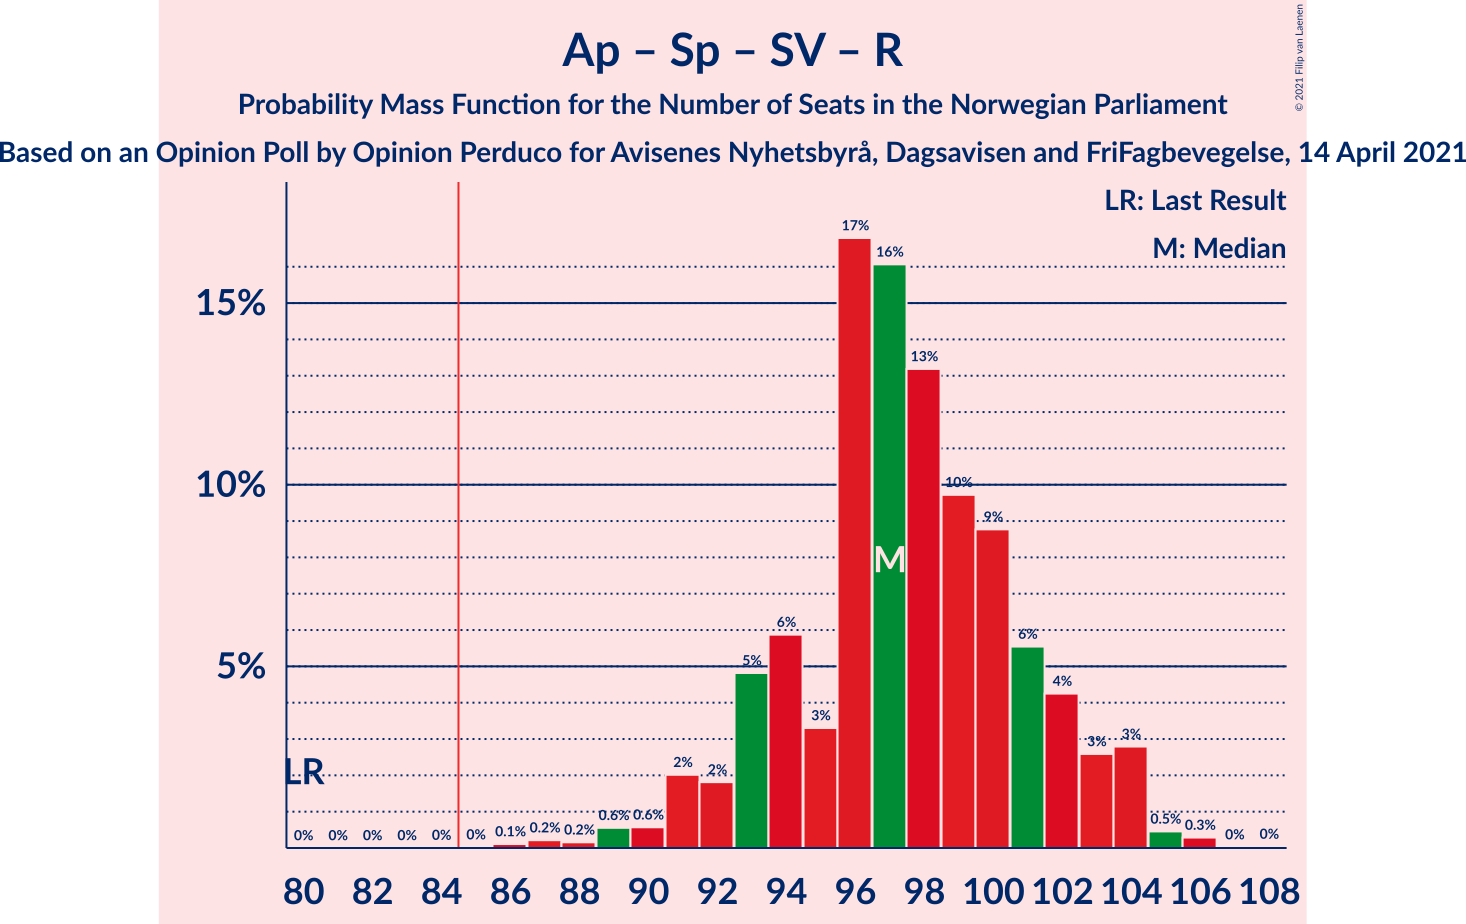 Ap – Sp – SV – R
Probability Mass Function for the Number of Seats in the Norwegian Parliament
Based on an Opinion Poll by Opinion Perduco for Avisenes Nyhetsbyrå, Dagsavisen and FriFagbevegelse, 14 April 2021
© 2021 Filip van Laenen
LR: Last Result
M: Median
15%
10%
5%
LR
M
0% 0% 0% 0% 0% 0% 0.1% 0.2% 0.2% 0.6% 0.6% 2% 2% 5% 6% 3% 17% 16% 13% 10% 9% 6% 4% 3% 3% 0.5% 0.3% 0% 0%
80 82 84 86 88 90 92 94 96 98 100 102 104 106 108